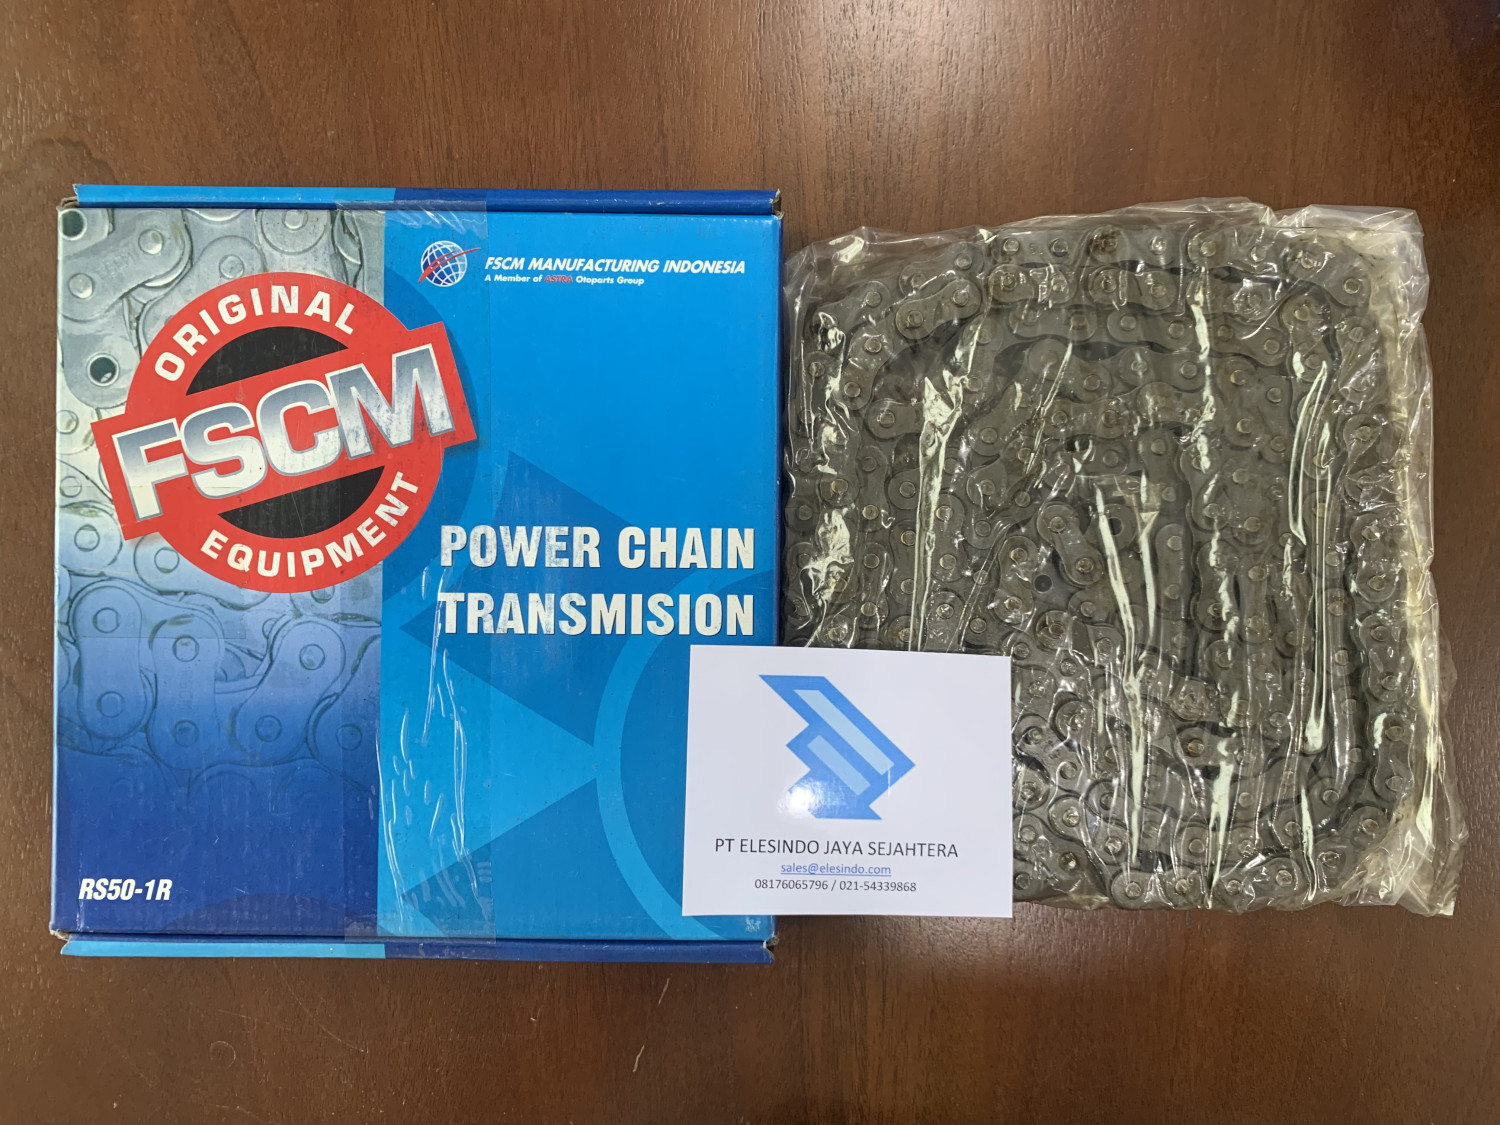 ORIGINAL
FSCM
EQUIPMENT
FSCM MANUFACTURING INDONESIA
A Member of ASTRA Otoparts Group
POWER CHAIN
TRANSMISION
RS50-1R
PT ELESINDO JAYA SEJAHTERA
sales@elesindo.com
08176065796 / 021-54339868